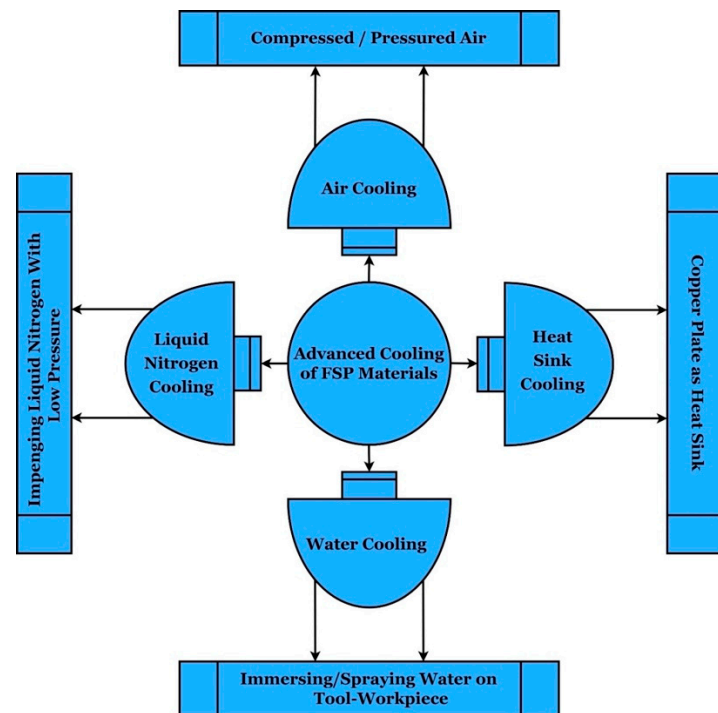 Compressed / Pressured Air
Air Cooling
Impenging Liquid Nitrogen With
Low Pressure
Liquid
Nitrogen
Cooling
Advanced Cooling
of FSP Materials
Heat
Sink
Cooling
Copper Plate as Heat Sink
Water Cooling
Immersing/Spraying Water on
Tool-Workpiece